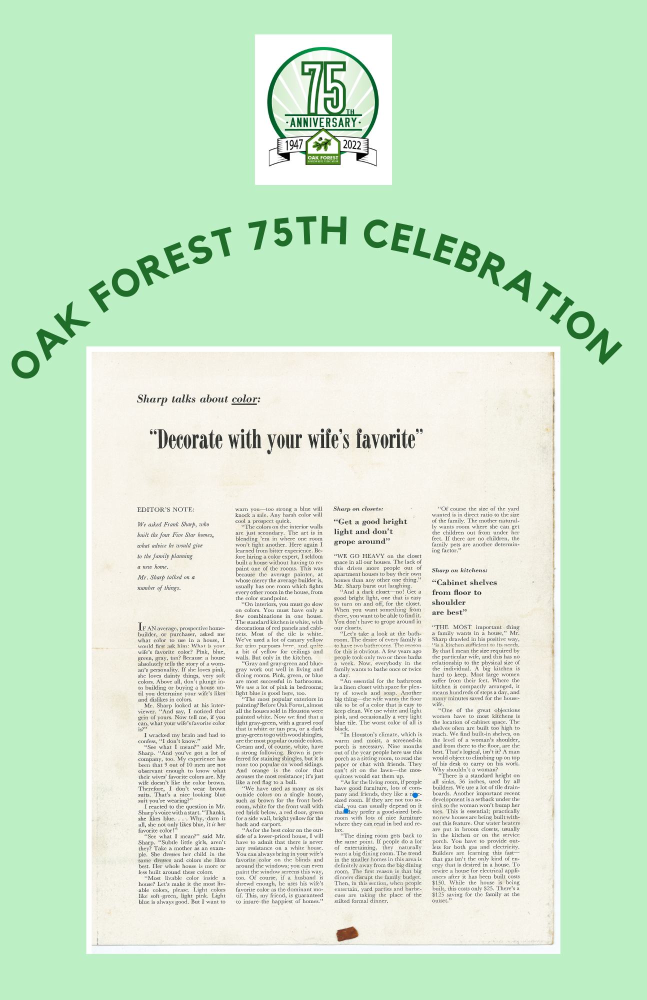 75TH
·ANNIVERSARY·
1947
2022
OAK FOREST
HOMEOWNERS ASSOCIATION
OAK FOREST 75TH CELEBRATION
Sharp talks about color:
“Decorate with your wife’s favorite”
EDITOR’S NOTE:
We asked Frank Sharp, who
built the four Five Star homes,
what advice he would give
to the family planning
a new home.
Mr. Sharp talked on a
number of things.
IF AN average, prospective home-
builder, or purchaser, asked me
what color to use in a house, I
would first ask him: What is your
wife’s favorite color? Pink, blue,
green, gray, tan? Because a house
absolutely tells the story of a wom-
an’s personality. If she loves pink,
she loves dainty things, very soft
colors. Above all, don’t plunge in-
to building or buying a house un-
til you determine your wife’s likes
and dislikes in colors.
Mr. Sharp looked at his inter-
viewer. “And say, I noticed that
grin of yours. Now tell me, if you
can, what your wife’s favorite color
is?”
I wracked my brain and had to
confess, “I don’t know.”
“See what I mean?” said Mr.
Sharp. “And you’ve got a lot of
company, too. My experience has
been that 9 out of 10 men are not
observant enough to know what
their wives’ favorite colors are. My
wife doesn’t like the color brown.
Therefore, I don’t wear brown
suits. That’s a nice looking blue
suit you’re wearing?”
I reacted to the question in Mr.
Sharp’s voice with a start. “Thanks,
she likes blue. . . . Why, darn it
all, she not only likes blue, it is her
favorite color!”
“See what I mean?” said Mr.
Sharp. “Subtle little girls, aren’t
they? Take a mother as an exam-
ple. She dresses her child in the
same dresses and colors she likes
best. Her whole house is more or
less built around these colors.
“Most livable color inside a
house? Let’s make it the most liv-
able colors, please. Light colors
like soft-green, light pink. Light
blue is always good. But I want to
warn you—too strong a blue will
knock a sale. Any harsh color will
cool a prospect quick.
“The colors on the interior walls
are just secondary. The art is in
blending ’em in where one room
won’t fight another. Here again I
learned from bitter experience. Be-
fore hiring a color expert, I seldom
built a house without having to re-
paint one of the rooms. This was
because the average painter, at
whose mercy the average builder is,
usually has one room which fights
every other room in the house, from
the color standpoint.
“On interiors, you must go slow
on colors. You must have only a
few combinations in one house.
The standard kitchen is white, with
decorations of red panels and cabi-
nets. Most of the tile is white.
We’ve used a lot of canary yellow
for trim purposes here, and quite
a bit of yellow for ceilings and
walls. But only in the kitchen.
“Gray and gray-green and blue-
gray work out well in living and
dining rooms. Pink, green, or blue
are most successful in bathrooms.
We use a lot of pink in bedrooms;
light blue is good here, too.
“The most popular exteriors in
painting? Before Oak Forest, almost
all the houses sold in Houston were
painted white. Now we find that a
light gray-green, with a gravel roof
that is white or tan pea, or a dark
gray-green to go with wood shingles,
are the most popular outside colors.
Cream and, of course, white, have
a strong following. Brown is pre-
ferred for staining shingles, but it is
none too popular on wood sidings.
And orange is the color that
arouses the most resistance; it’s just
like a red flag to a bull.
“We have used as many as six
outside colors on a single house,
such as brown for the front bed-
room, white for the front wall with
red brick below, a red door, green
for a side wall, bright yellow for the
back and carport.
“As for the best color on the out-
side of a lower-priced house, I will
have to admit that there is never
any resistance on a white house.
You can always bring in your wife’s
favorite color on the blinds and
around the windows; you can even
paint the window screens this way,
too. Of course, if a husband is
shrewd enough, he uses his wife’s
favorite color as the dominant mo-
tif. This, my friend, is guaranteed
to insure the happiest of homes.”
Sharp on closets:
“Get a good bright
light and don’t
grope around”
“WE GO HEAVY on the closet
space in all our houses. The lack of
this drives more people out of
apartment houses to buy their own
homes than any other one thing.”
Mr. Sharp burst out laughing.
“And a dark closet—no! Get a
good bright light, one that is easy
to turn on and off, for the closet.
When you want something from
there, you want to be able to find it.
You don’t have to grope around in
our closets.
“Let’s take a look at the bath-
room. The desire of every family is
to have two bathrooms. The reason
for this is obvious. A few years ago
people took only two or three baths
a week. Now, everybody in the
family wants to bathe once or twice
a day.
“An essential for the bathroom
is a linen closet with space for plen-
ty of towels and soap. Another
big thing—the wife wants the floor
tile to be of a color that is easy to
keep clean. We use white and light
pink, and occasionally a very light
blue tile. The worst color of all is
black.
“In Houston’s climate, which is
warm and moist, a screened-in
porch is necessary. Nine months
out of the year people here use this
porch as a sitting room, to read the
paper or chat with friends. They
can’t sit on the lawn—the mos-
quitoes would eat them up.
“As for the living room, if people
have good furniture, lots of com-
pany and friends, they like a nice-
sized room. If they are not too so-
cial, you can usually depend on it
that they prefer a good-sized bed-
room with lots of nice furniture
where they can read in bed and re-
lax.
“The dining room gets back to
the same point. If people do a lot
of entertaining, they naturally
want a big dining room. The trend
in the smaller homes in this area is
definitely away from the big dining
room. The first reason is that big
dinners disrupt the family budget.
Then, in this section, when people
entertain, yard parties and barbe-
cues are taking the place of the
stilted formal dinner.
“Of course the size of the yard
wanted is in direct ratio to the size
of the family. The mother natural-
ly wants room where she can get
the children out from under her
feet. If there are no children, the
family pets are another determin-
ing factor.”
Sharp on kitchens:
“Cabinet shelves
from floor to
shoulder
are best”
“THE MOST important thing
a family wants in a house,” Mr.
Sharp drawled in his positive way,
“is a kitchen sufficient to its needs.
By that I mean the size required by
the particular wife, and this has no
relationship to the physical size of
the individual. A big kitchen is
hard to keep. Most large women
suffer from their feet. Where the
kitchen is compactly arranged, it
means hundreds of steps a day, and
many minutes saved for the house-
wife.
“One of the great objections
women have to most kitchens is
the location of cabinet space. The
shelves often are built too high to
reach. We find built-in shelves, on
the level of a woman’s shoulder,
and from there to the floor, are the
best. That’s logical, isn’t it? A man
would object to climbing up on top
of his desk to carry on his work.
Why shouldn’t a woman?
“There is a standard height on
all sinks, 36 inches, used by all
builders. We use a lot of tile drain-
boards. Another important recent
development is a setback under the
sink so the woman won’t bump her
toes. This is essential; practically
no new houses are being built with-
out this feature. Our water heaters
are put in broom closets, usually
in the kitchen or on the service
porch. You have to provide out-
lets for both gas and electricity.
Builders are learning this fast—
that gas isn’t the only kind of en-
ergy that is desired in a house. To
rewire a house for electrical appli-
ances after it has been built costs
$150. While the house is being
built, this costs only $25. There’s a
$125 saving for the family at the
outset.”